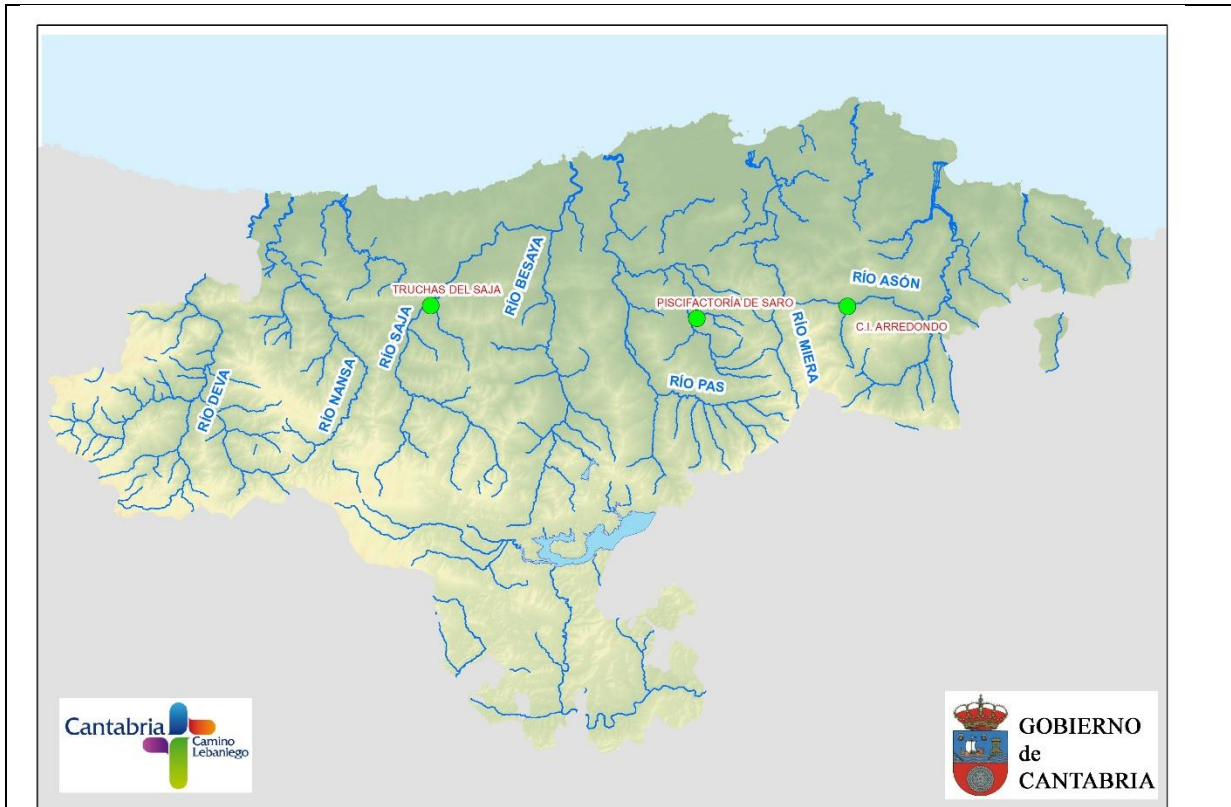 TRUCHAS DEL SAJA
RÍO BESAYA
RÍO ASÓN
PISCIFACTORÍA DE SARO
C.I. ARREDONDO
RÍO SAJA
RÍO MIERA
RÍO PAS
RÍO DEVA
RÍO NANSA
Cantabria
Camino
Lebaniego
GOBIERNO
de
CANTABRIA